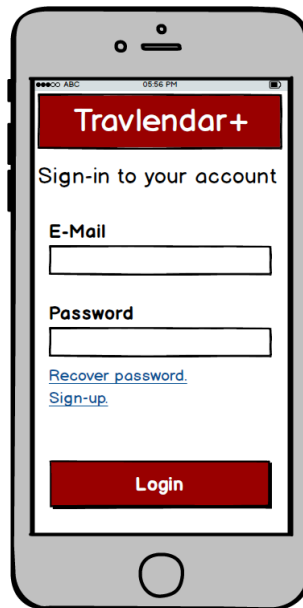 ABC 05:56 PM
Travlendar+
Sign-in to your account
E-Mail
Password
Recover password.
Sign-up.
Login